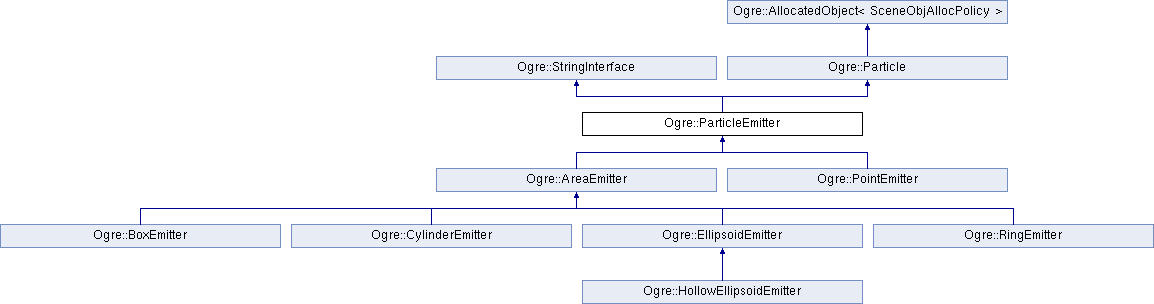 Ogre::AllocatedObject< SceneObjAllocPolicy >
Ogre::StringInterface
Ogre::Particle
Ogre::ParticleEmitter
Ogre::AreaEmitter
Ogre::PointEmitter
Ogre::BoxEmitter
Ogre::CylinderEmitter
Ogre::EllipsoidEmitter
Ogre::RingEmitter
Ogre::HollowEllipsoidEmitter